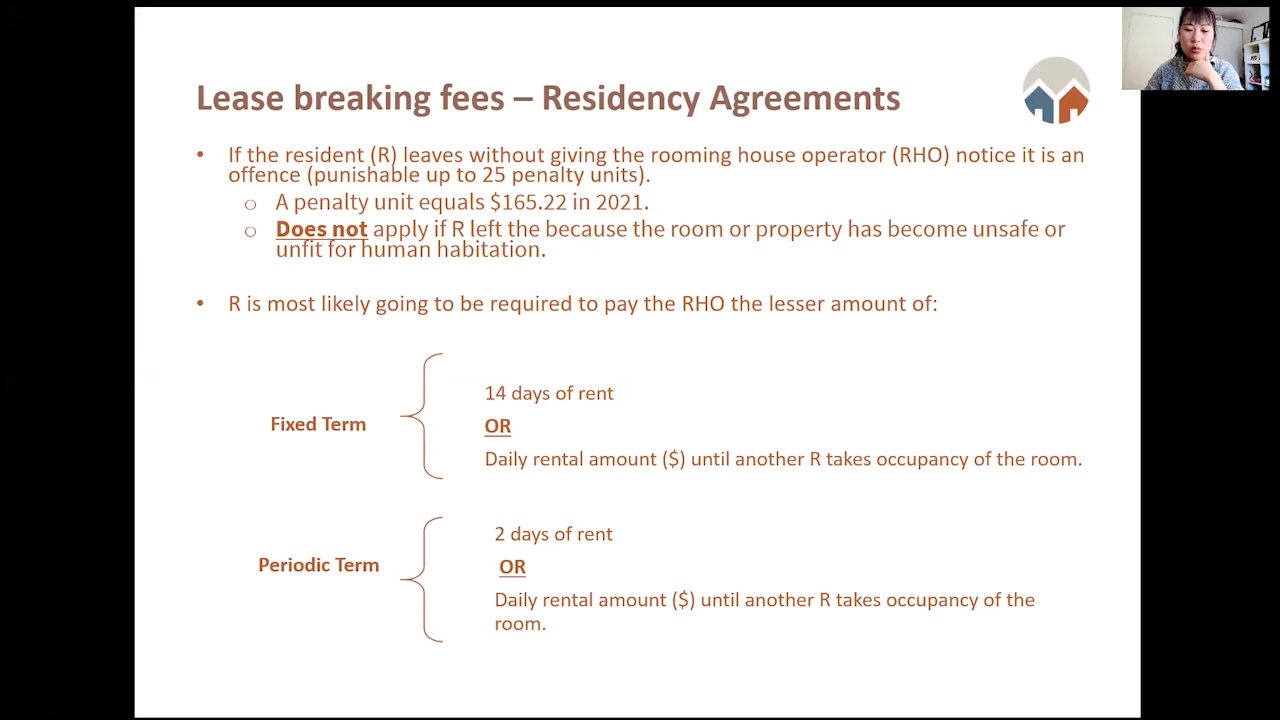 Lease breaking fees – Residency Agreements
• If the resident (R) leaves without giving the rooming house operator (RHO) notice it is an
offence (punishable up to 25 penalty units).
○ A penalty unit equals $165.22 in 2021.
○ Does not apply if R left the because the room or property has become unsafe or
unfit for human habitation.
• R is most likely going to be required to pay the RHO the lesser amount of:
14 days of rent
Fixed Term
OR
Daily rental amount ($) until another R takes occupancy of the room.
2 days of rent
Periodic Term
OR
Daily rental amount ($) until another R takes occupancy of the
room.